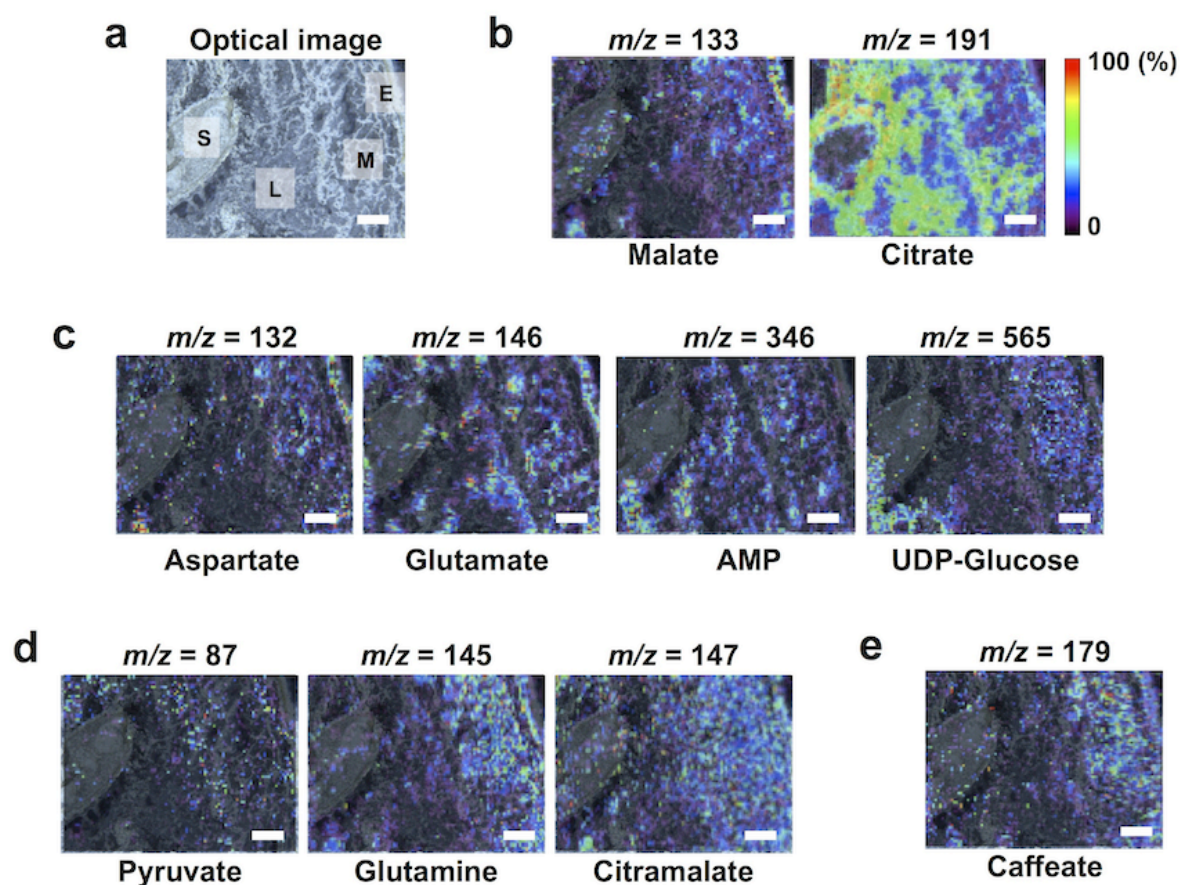 a
Optical image
E
S
M
L
b
m/z = 133
m/z = 191
100 (%)
0
Malate
Citrate
c
m/z = 132
m/z = 146
m/z = 346
m/z = 565
Aspartate
Glutamate
AMP
UDP-Glucose
d
m/z = 87
m/z = 145
m/z = 147
Pyruvate
Glutamine
Citramalate
e
m/z = 179
Caffeate